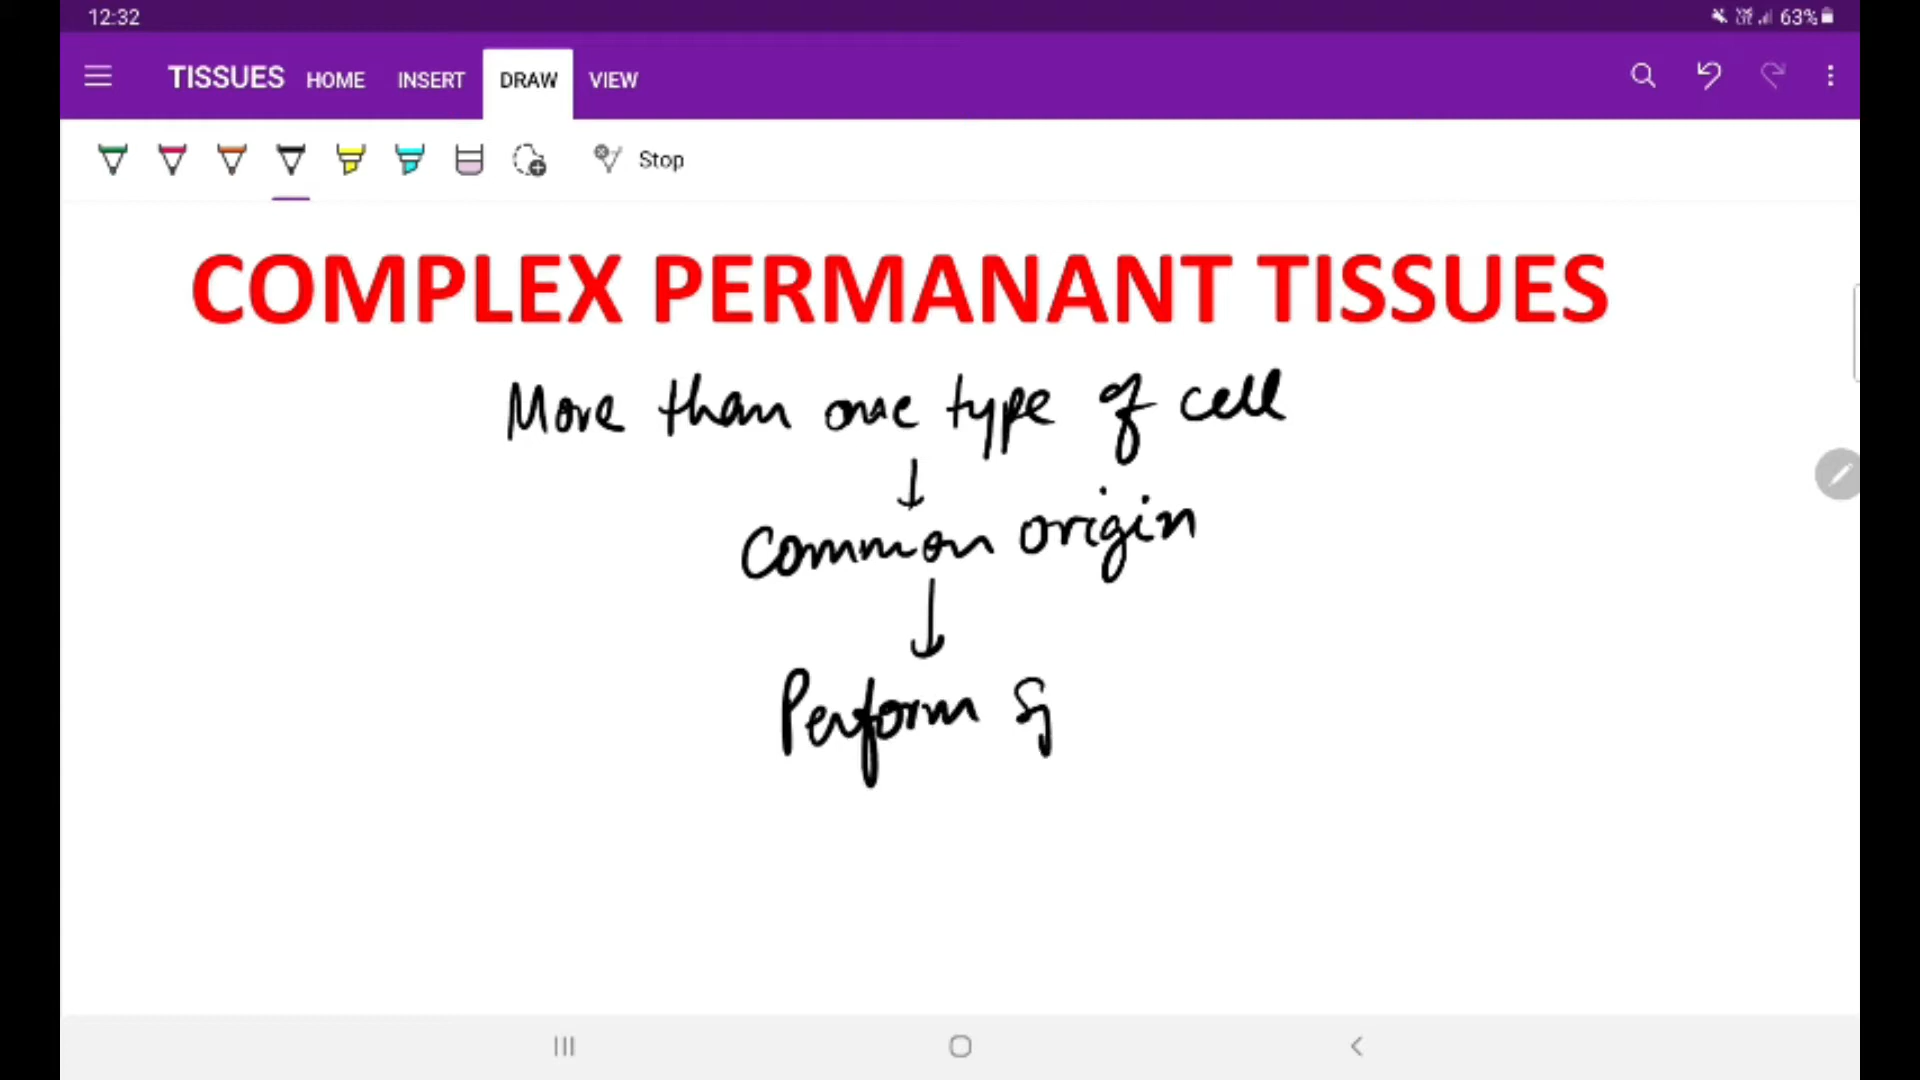 12:32
63%
TISSUES HOME INSERT DRAW VIEW
Stop
COMPLEX PERMANANT TISSUES
More than one type of cell
↓
Common origin
↓
Perform